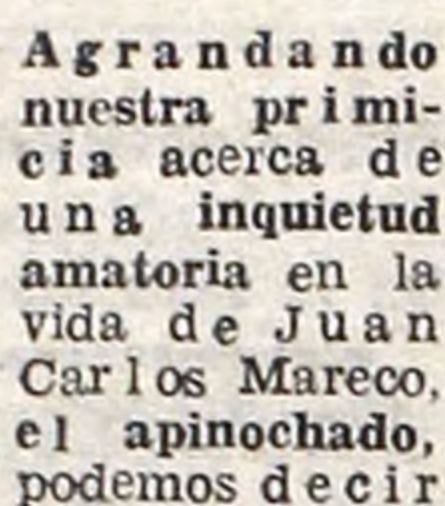 Agrandando
nuestra primi-
cia acerca de
una inquietud
amatoria en la
vida de Juan
Carlos Mareco,
el apinochado,
podemos decir